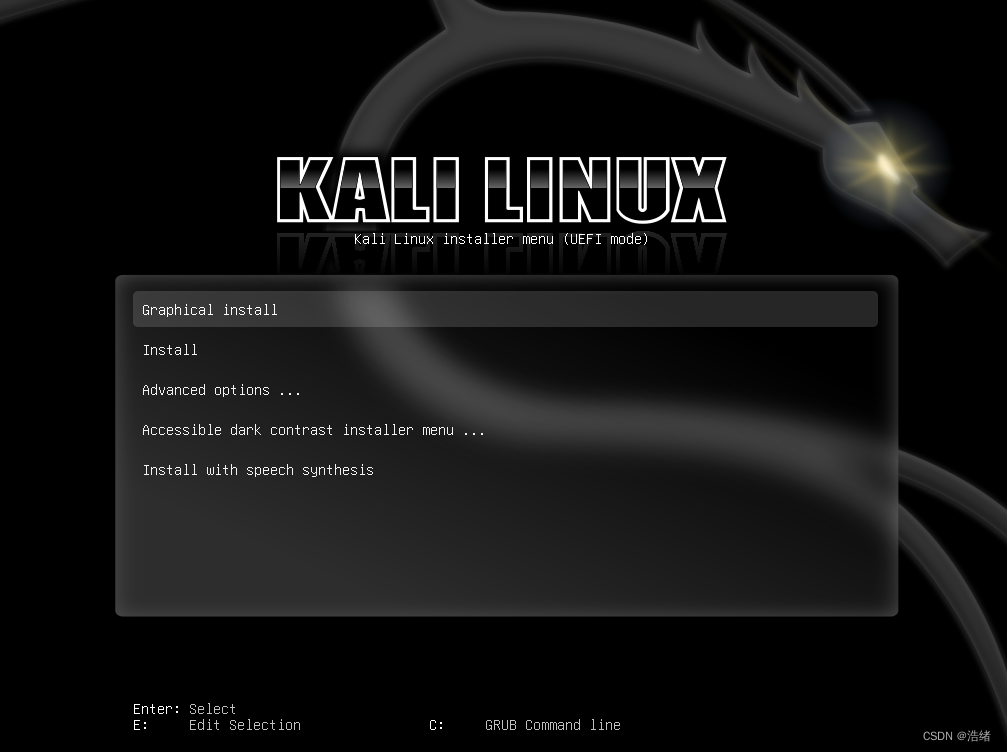 KALI LINUX
Kali Linux installer menu (UEFI mode)
Graphical install
Install
Advanced options ...
Accessible dark contrast installer menu ...
Install with speech synthesis
Enter: Select
E: Edit Selection C: GRUB Command line
CSDN @浩绪